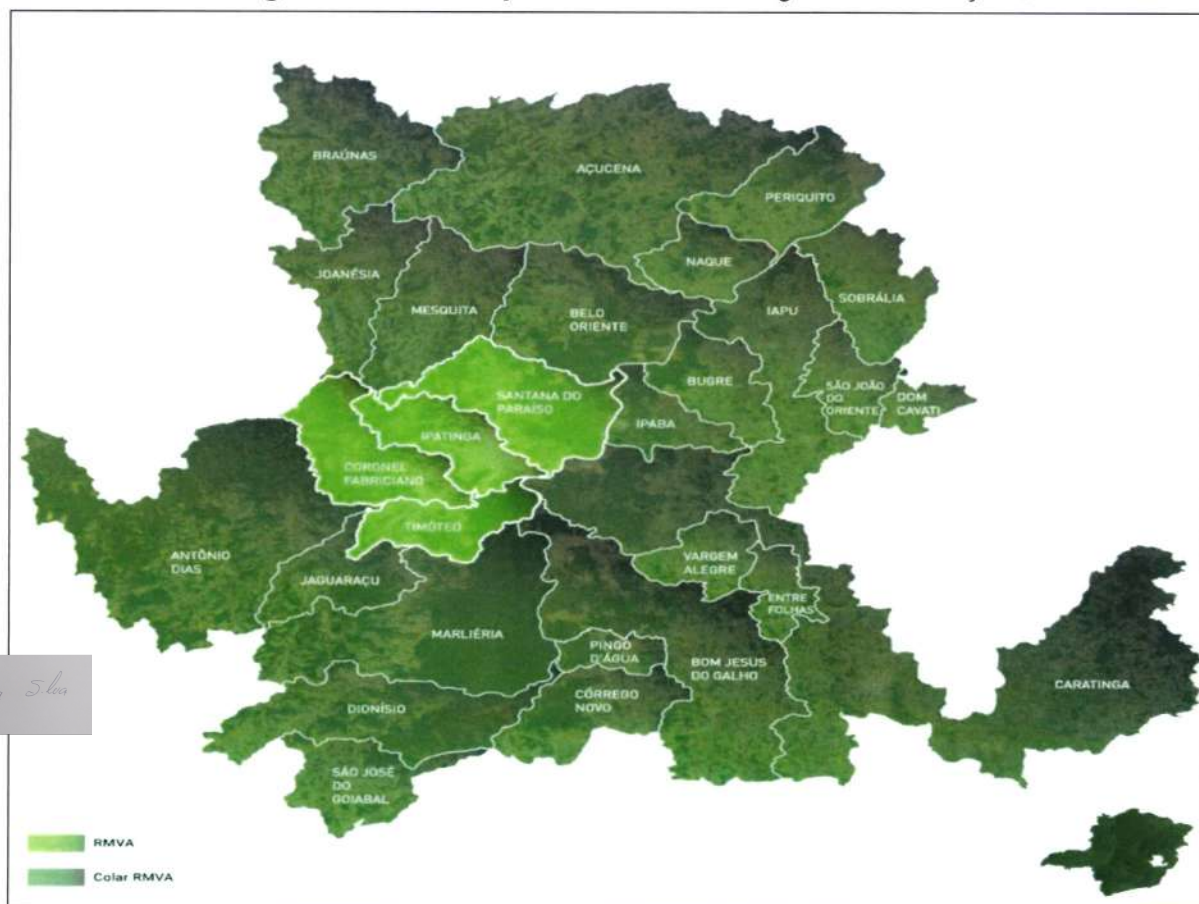 BRAÚNAS
AÇUCENA
PERIQUITO
JOANÉSIA
NAQUE
MESQUITA
BELO
ORIENTE
IAPU
SOBRÁLIA
BUGRE
SANTANA DO
PARAÍSO
SÃO JOÃO
DO
ORIENTE
DOM
CAVATI
IPATINGA
IPABA
CORONEL
FABRICIANO
TIMÓTEO
ANTÔNIO
DIAS
JAGUARAÇU
VARGEM
ALEGRE
ENTRE
FOLHAS
MARLIÉRIA
PINGO
D'ÁGUA
BOM JESUS
DO GALHO
CARATINGA
DIONÍSIO
CÓRREGO
NOVO
SÃO JOSÉ
DO
GOIABAL
RMVA
Colar RMVA